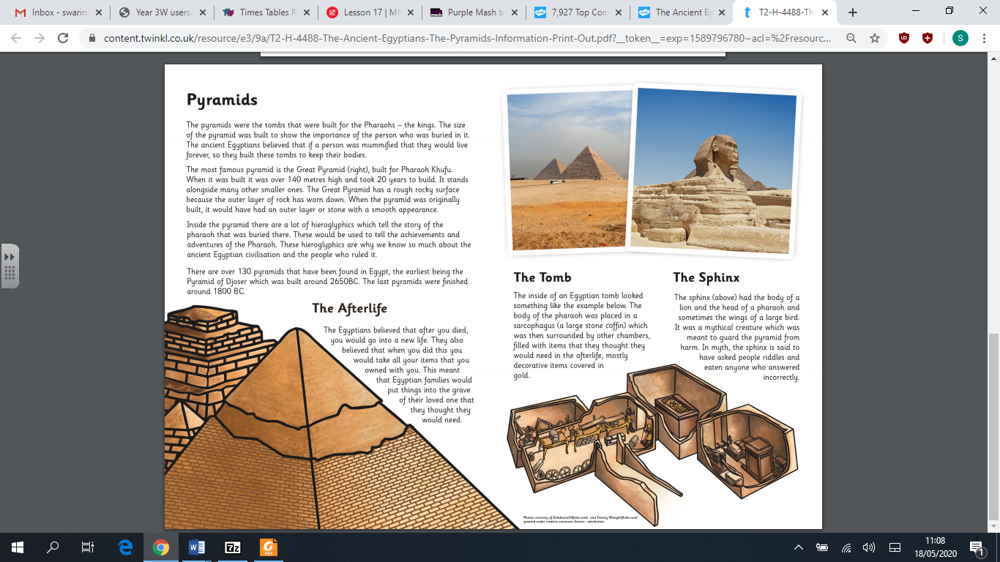 Inbox - swaring
Year 3W users.
Times Tables R
Lesson 17 | MN
Purple Mash by
7,927 Top Com
The Ancient Eg
T2-H-4488-The
content.twinkl.co.uk/resource/e3/9a/T2-H-4488-The-Ancient-Egyptians-The-Pyramids-Information-Print-Out.pdf?__token__=exp=1589796780~acl=%2Fresourc...
S
Pyramids
The pyramids were the tombs that were built for the Pharaohs – the kings. The size
of the pyramid was built to show the importance of the person who was buried in it.
The ancient Egyptians believed that if a person was mummified that they would live
forever, so they built these tombs to keep their bodies.
The most famous pyramid is the Great Pyramid (right), built for Pharaoh Khufu.
When it was built it was over 140 metres high and took 20 years to build. It stands
alongside many other smaller ones. The Great Pyramid has a rough rocky surface
because the outer layer of rock has worn down. When the pyramid was originally
built, it would have had an outer layer or stone with a smooth appearance.
Inside the pyramid there are a lot of hieroglyphics which tell the story of the
pharaoh that was buried there. These would be used to tell the achievements and
adventures of the Pharaoh. These hieroglyphics are why we know so much about the
ancient Egyptian civilisation and the people who ruled it.
There are over 130 pyramids that have been found in Egypt, the earliest being the
Pyramid of Djoser which was built around 2650BC. The last pyramids were finished
around 1800 BC.
The Afterlife
The Egyptians believed that after you died,
you would go into a new life. They also
believed that when you did this you
would take all your items that you
owned with you. This meant
that Egyptian families would
put things into the grave
of their loved one that
they thought they
would need.
The Tomb
The inside of an Egyptian tomb looked
something like the example below. The
body of the pharaoh was placed in a
sarcophagus (a large stone coffin) which
was then surrounded by other chambers,
filled with items that they thought they
would need in the afterlife, mostly
decorative items covered in
gold.
The Sphinx
The sphinx (above) had the body of a
lion and the head of a pharaoh and
sometimes the wings of a large bird.
It was a mythical creature which was
meant to guard the pyramid from
harm. In myth, the sphinx is said to
have asked people riddles and
eaten anyone who answered
incorrectly.
Photos courtesy of Zolakoma(@flickr.com) and Tommy Wong(@flickr.com)
granted under creative commons licence - attribution
7z
PDF
11:08
18/05/2020
1